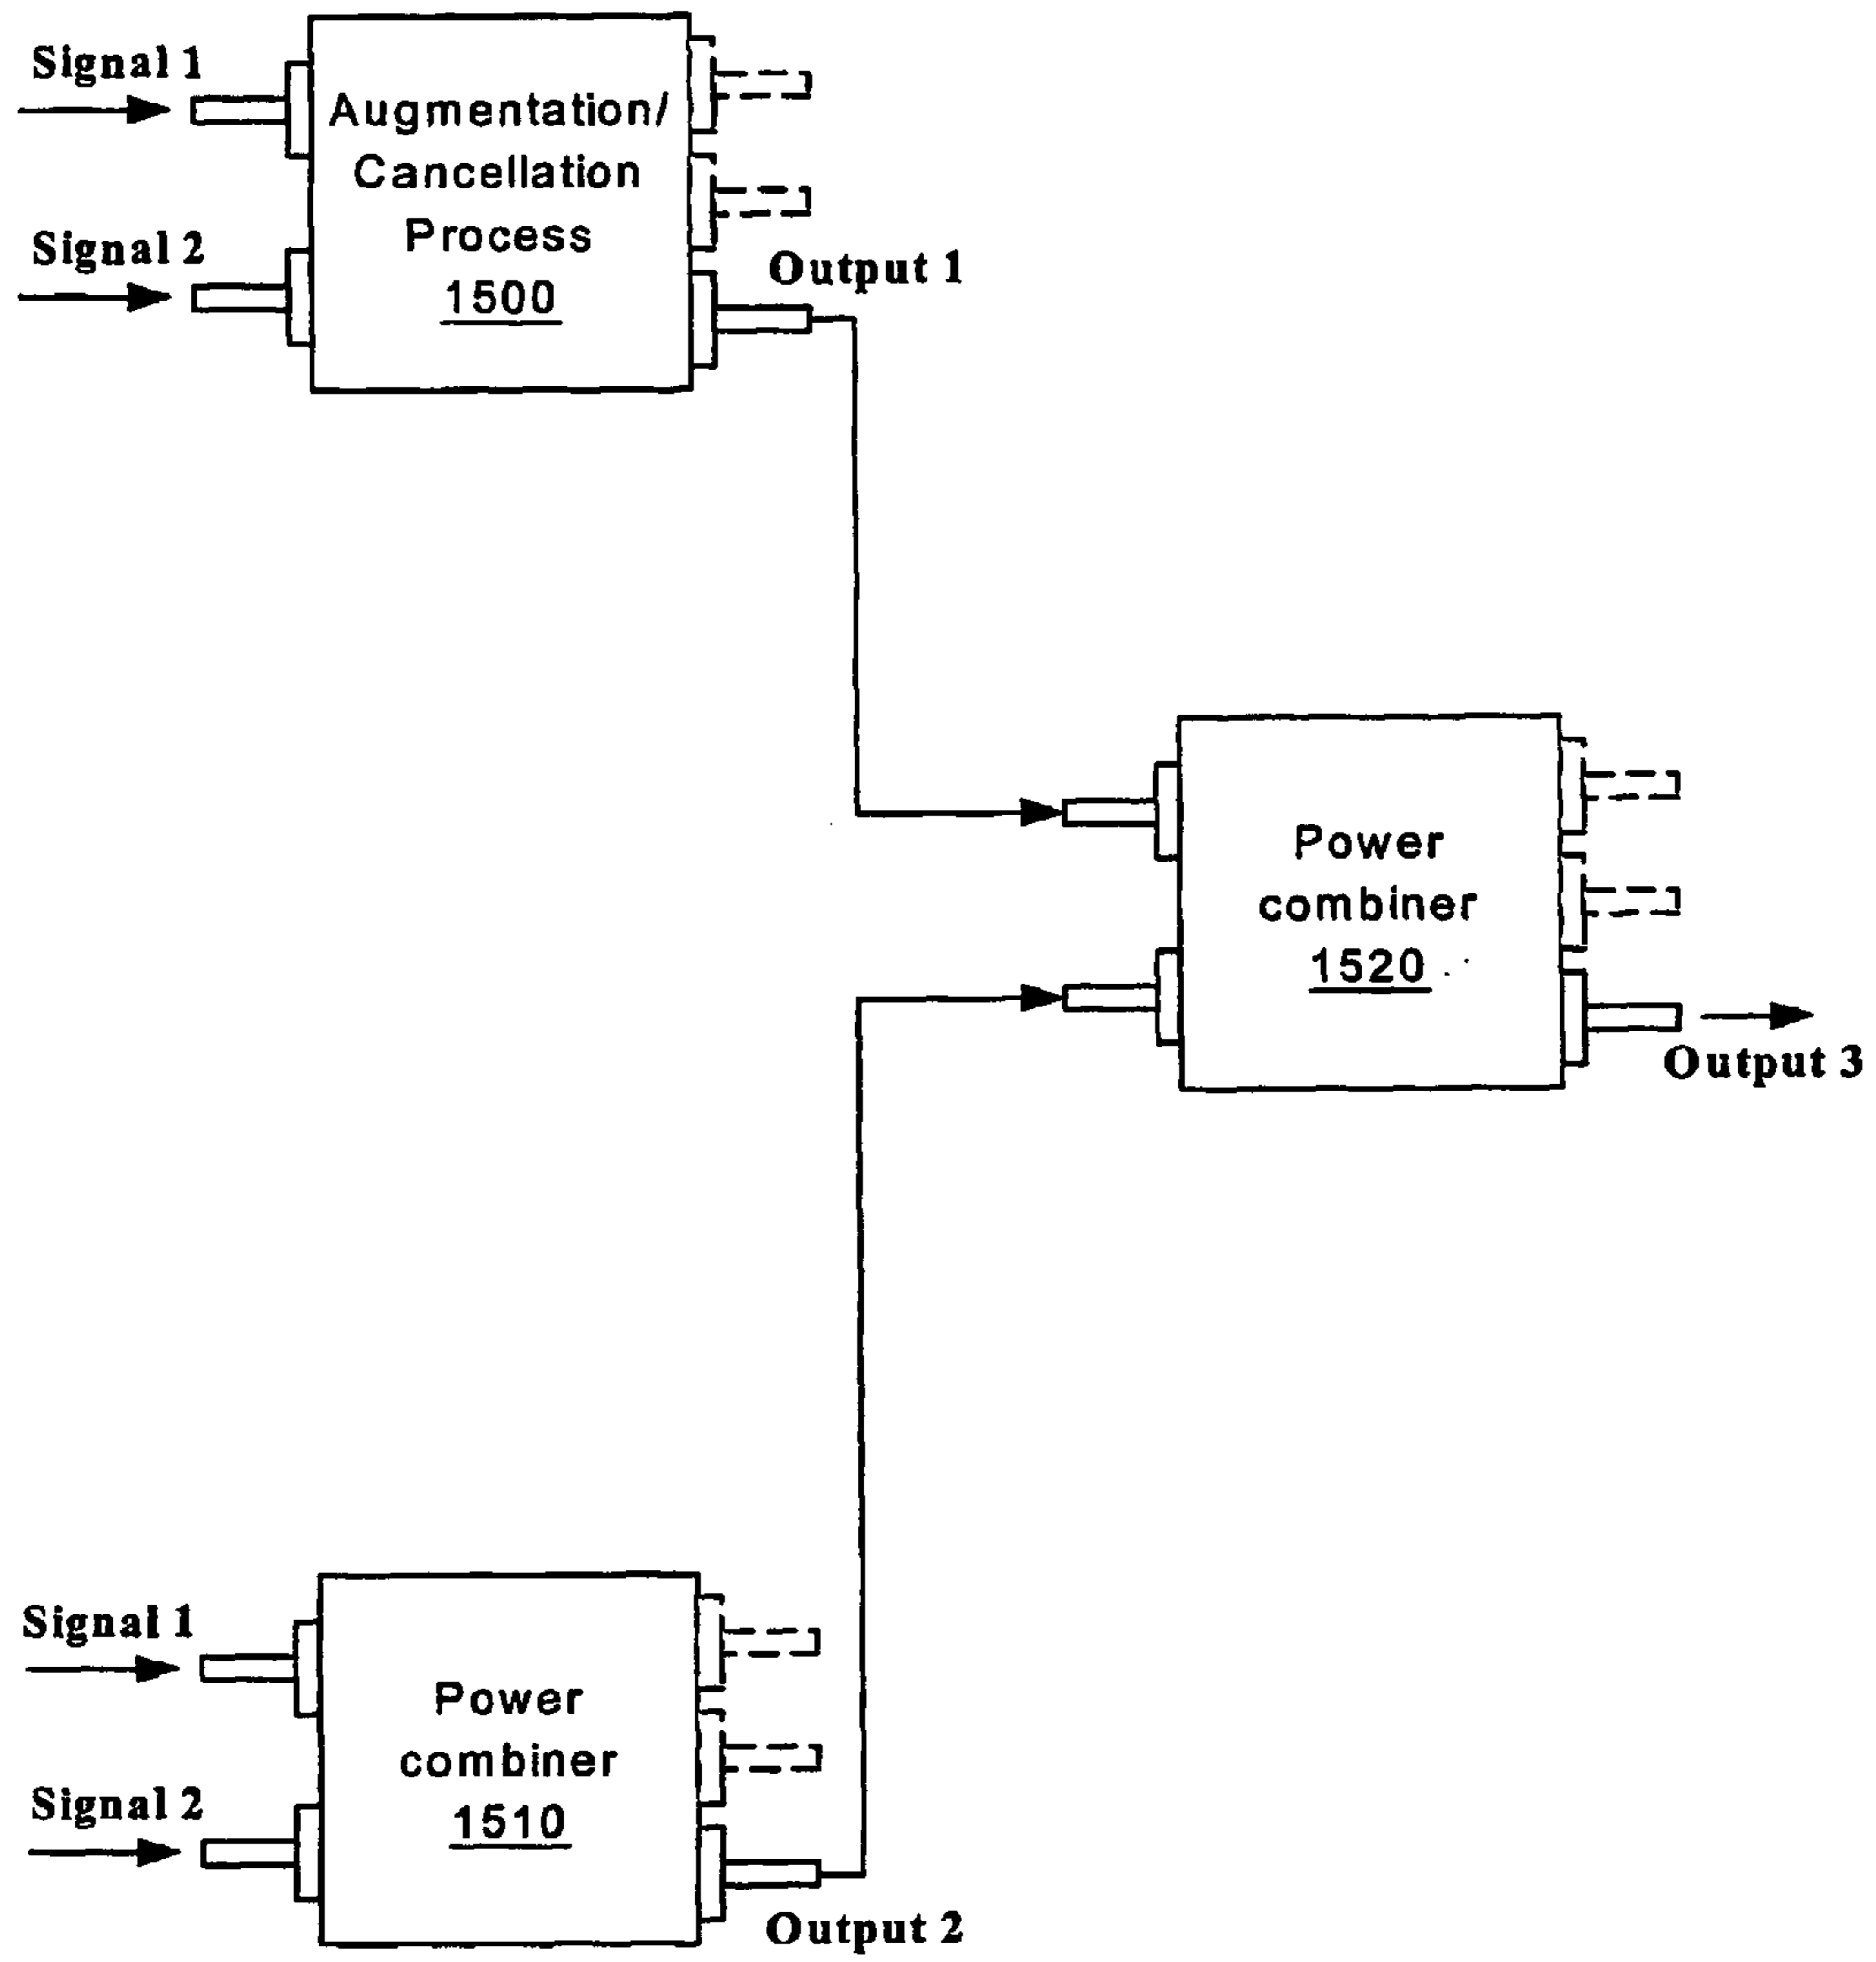 Signal 1
Signal 2
Augmentation/
Cancellation
Process
1500
Output 1
Power
combiner
1520
Output 3
Signal 1
Signal 2
Power
combiner
1510
Output 2